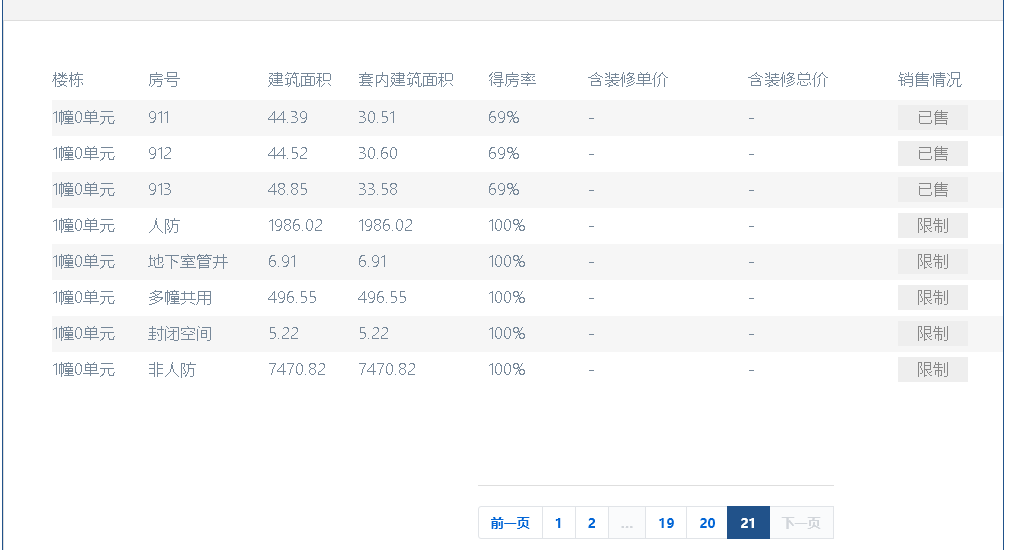 楼栋 房号 建筑面积 套内建筑面积 得房率 含装修单价 含装修总价 销售情况
1幢0单元 911 44.39 30.51 69% - - 已售
1幢0单元 912 44.52 30.60 69% - - 已售
1幢0单元 913 48.85 33.58 69% - - 已售
1幢0单元 人防 1986.02 1986.02 100% - - 限制
1幢0单元 地下室管井 6.91 6.91 100% - - 限制
1幢0单元 多幢共用 496.55 496.55 100% - - 限制
1幢0单元 封闭空间 5.22 5.22 100% - - 限制
1幢0单元 非人防 7470.82 7470.82 100% - - 限制
前一页 1 2 ... 19 20 21 下一页